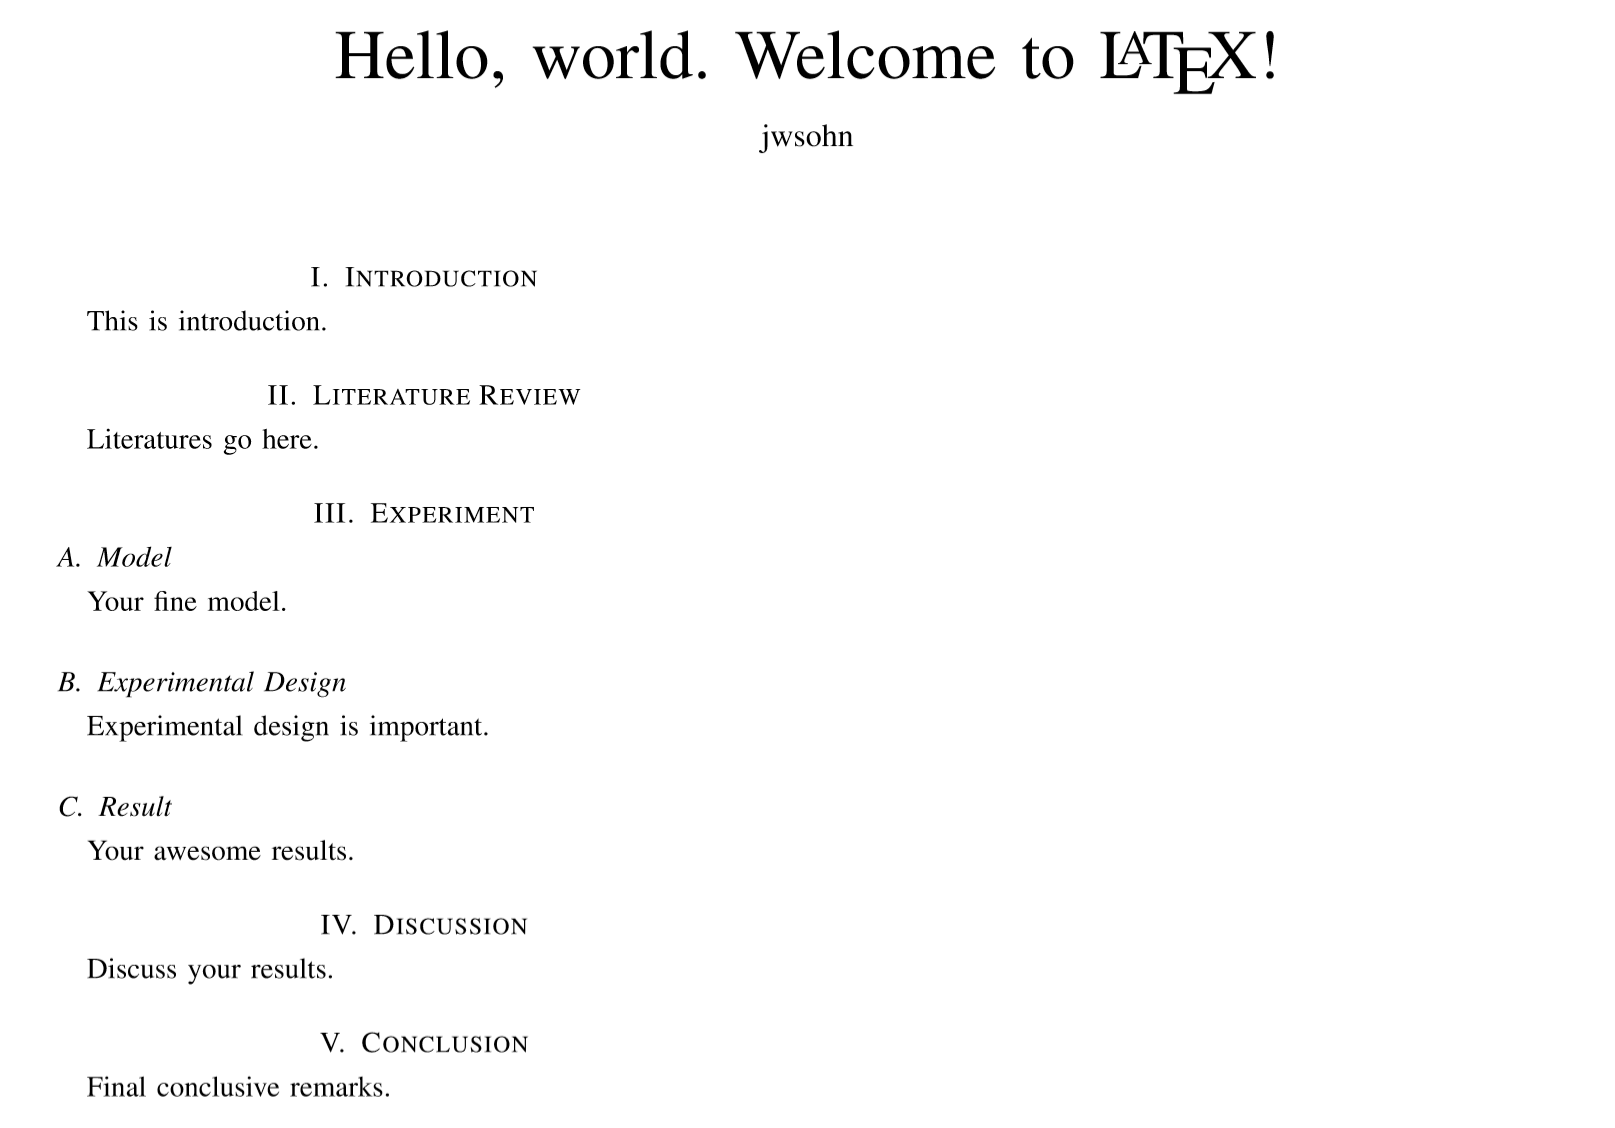 Hello, world. Welcome to LATEX!
jwsohn
I. INTRODUCTION
This is introduction.
II. LITERATURE REVIEW
Literatures go here.
III. EXPERIMENT
A. Model
Your fine model.
B. Experimental Design
Experimental design is important.
C. Result
Your awesome results.
IV. DISCUSSION
Discuss your results.
V. CONCLUSION
Final conclusive remarks.